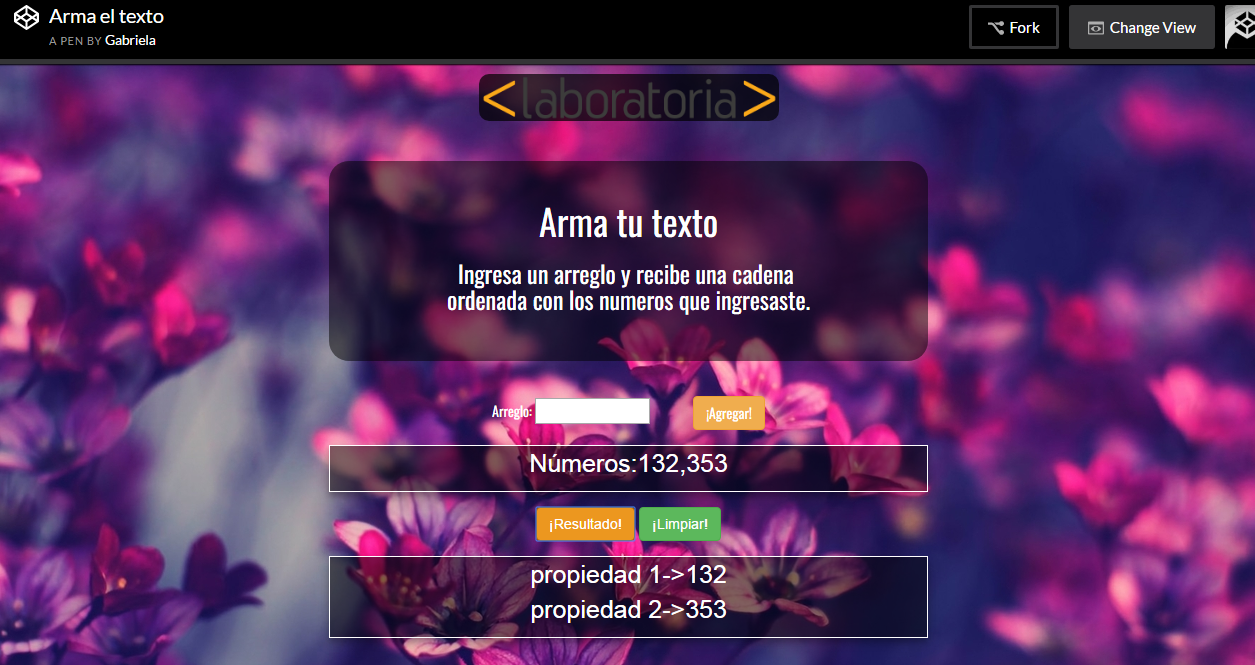 Arma el texto
A PEN BY Gabriela
Fork
Change View
<laboratoria>
Arma tu texto
Ingresa un arreglo y recibe una cadena
ordenada con los numeros que ingresaste.
Arreglo:
¡Agregar!
Números:132,353
¡Resultado!
¡Limpiar!
propiedad 1->132
propiedad 2->353